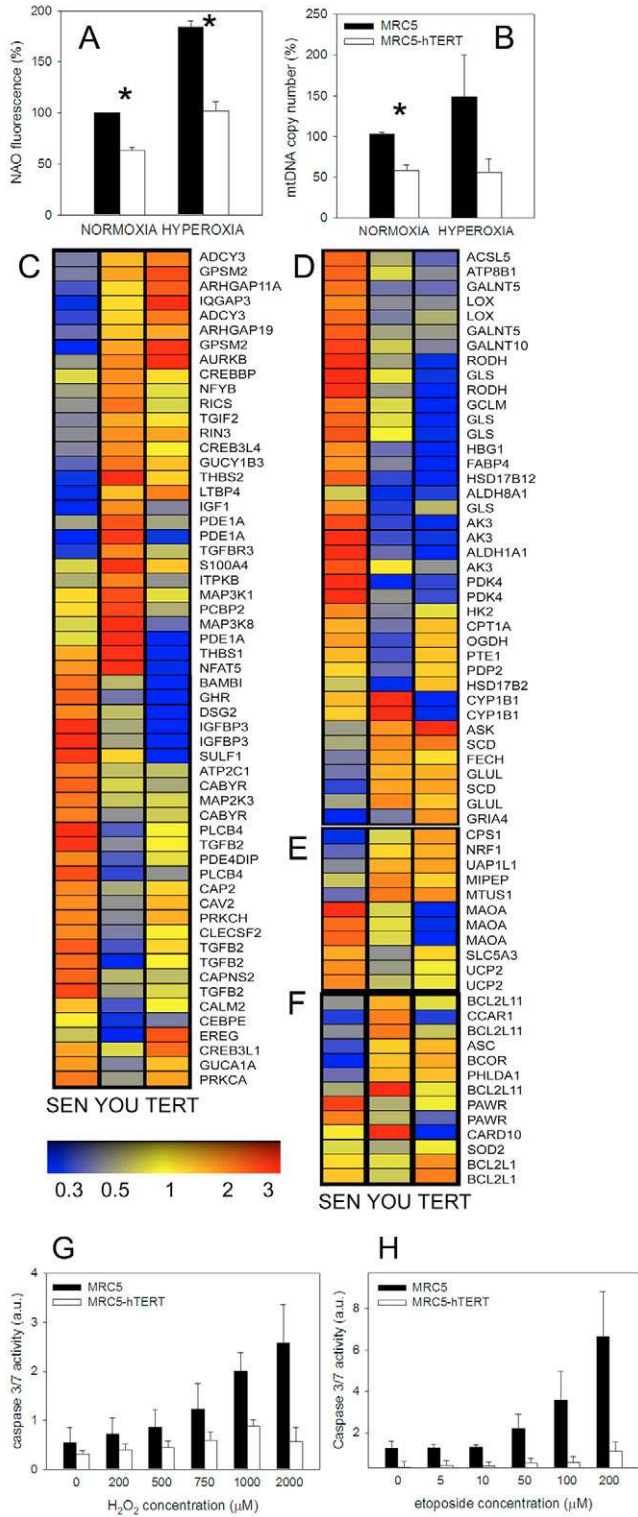 A
*
*
NAO fluorescence (%)
200
150
100
50
0
NORMOXIA HYPEROXIA
MRC5
MRC5-hTERT
B
*
mtDNA copy number (%)
250
200
150
100
50
0
NORMOXIA HYPEROXIA
C
ADCY3
GPSM2
ARHGAP11A
IQGAP3
ADCY3
ARHGAP19
GPSM2
AURKB
CREBBP
NFYB
RICS
TGIF2
RIN3
CREB3L4
GUCY1B3
THBS2
LTBP4
IGF1
PDE1A
PDE1A
TGFBR3
S100A4
ITPKB
MAP3K1
PCBP2
MAP3K8
PDE1A
THBS1
NFAT5
BAMBI
GHR
DSG2
IGFBP3
IGFBP3
SULF1
ATP2C1
CABYR
MAP2K3
CABYR
PLCB4
TGFB2
PDE4DIP
PLCB4
CAP2
CAV2
PRKCH
CLECSF2
TGFB2
TGFB2
CAPNS2
TGFB2
CALM2
CEBPE
EREG
CREB3L1
GUCA1A
PRKCA
SEN YOU TERT
0.3 0.5 1 2 3
D
ACSL5
ATP8B1
GALNT5
LOX
LOX
GALNT5
GALNT10
RODH
GLS
RODH
GCLM
GLS
GLS
HBG1
FABP4
HSD17B12
ALDH8A1
GLS
AK3
AK3
ALDH1A1
AK3
PDK4
PDK4
HK2
CPT1A
OGDH
PTE1
PDP2
HSD17B2
CYP1B1
CYP1B1
ASK
SCD
FECH
GLUL
SCD
GLUL
GRIA4
E
CPS1
NRF1
UAP1L1
MIPEP
MTUS1
MAOA
MAOA
MAOA
SLC5A3
UCP2
UCP2
F
BCL2L11
CCAR1
BCL2L11
ASC
BCOR
PHLDA1
BCL2L11
PAWR
PAWR
CARD10
SOD2
BCL2L1
BCL2L1
SEN YOU TERT
G
MRC5
MRC5-hTERT
caspase 3/7 activity (a.u.)
4
3
2
1
0
0 200 500 750 1000 2000
H₂O₂ concentration (μM)
H
MRC5
MRC5-hTERT
Caspase 3/7 activity (a.u.)
8
6
4
2
0 5 10 50 100 200
etoposide concentration (μM)